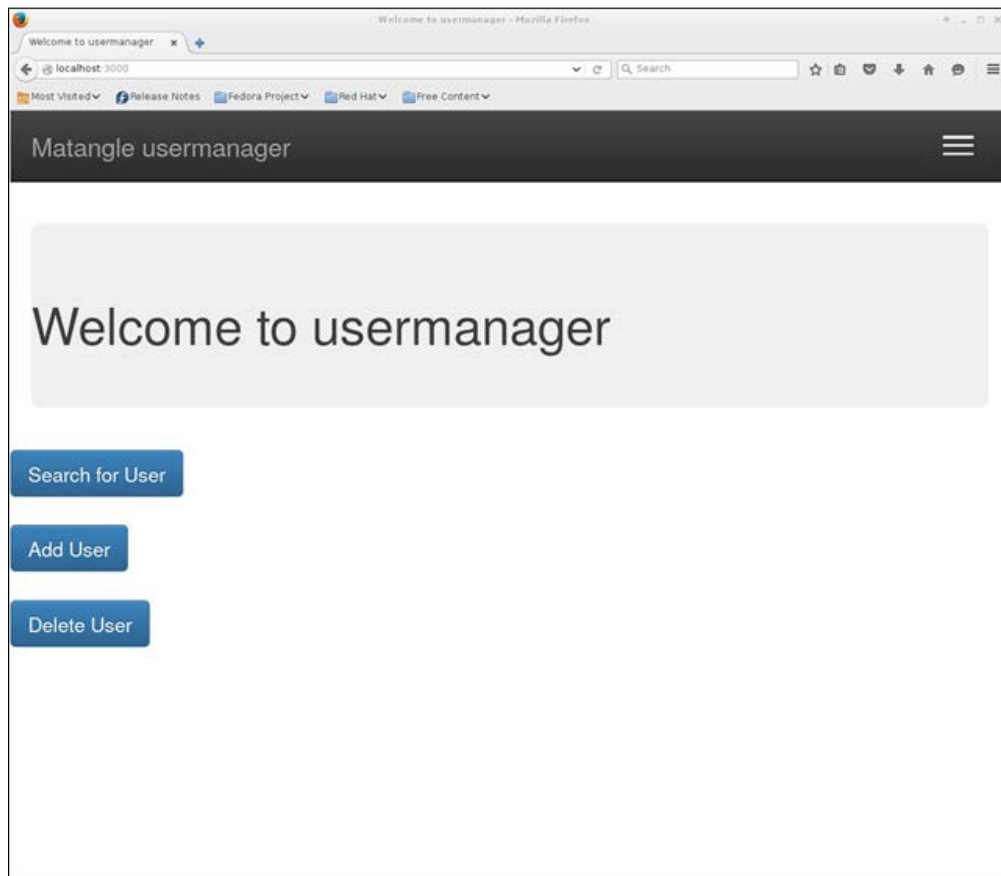 Welcome to usermanager - Mozilla Firefox
Welcome to usermanager
localhost:3000
Search
Most Visited
Release Notes
Fedora Project
Red Hat
Free Content
Matangle usermanager
Welcome to usermanager
Search for User
Add User
Delete User